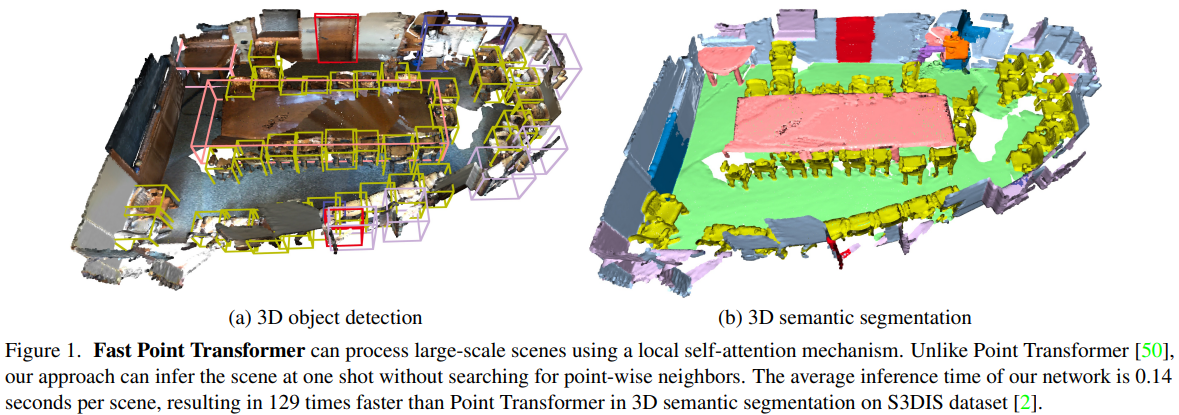 (a) 3D object detection
(b) 3D semantic segmentation
Figure 1. Fast Point Transformer can process large-scale scenes using a local self-attention mechanism. Unlike Point Transformer [50],
our approach can infer the scene at one shot without searching for point-wise neighbors. The average inference time of our network is 0.14
seconds per scene, resulting in 129 times faster than Point Transformer in 3D semantic segmentation on S3DIS dataset [2].